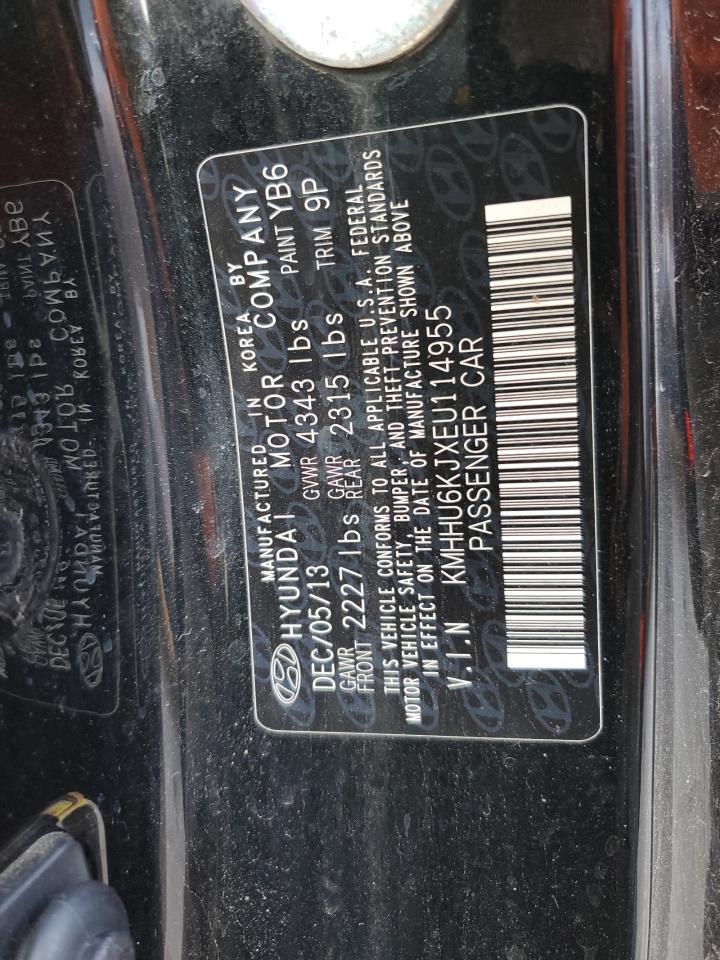 MANUFACTURED IN KOREA BY
HYUNDAI MOTOR COMPANY
DEC/05/13 GVWR 4343 lbs PAINT YB6
GAWR FRONT 2227 lbs GAWR REAR 2315 lbs TRIM 9P
THIS VEHICLE CONFORMS TO ALL APPLICABLE U.S.A. FEDERAL
MOTOR VEHICLE SAFETY, BUMPER, AND THEFT PREVENTION STANDARDS
IN EFFECT ON THE DATE OF MANUFACTURE SHOWN ABOVE
V.I.N KMHHU6KJXEU114955
PASSENGER CAR